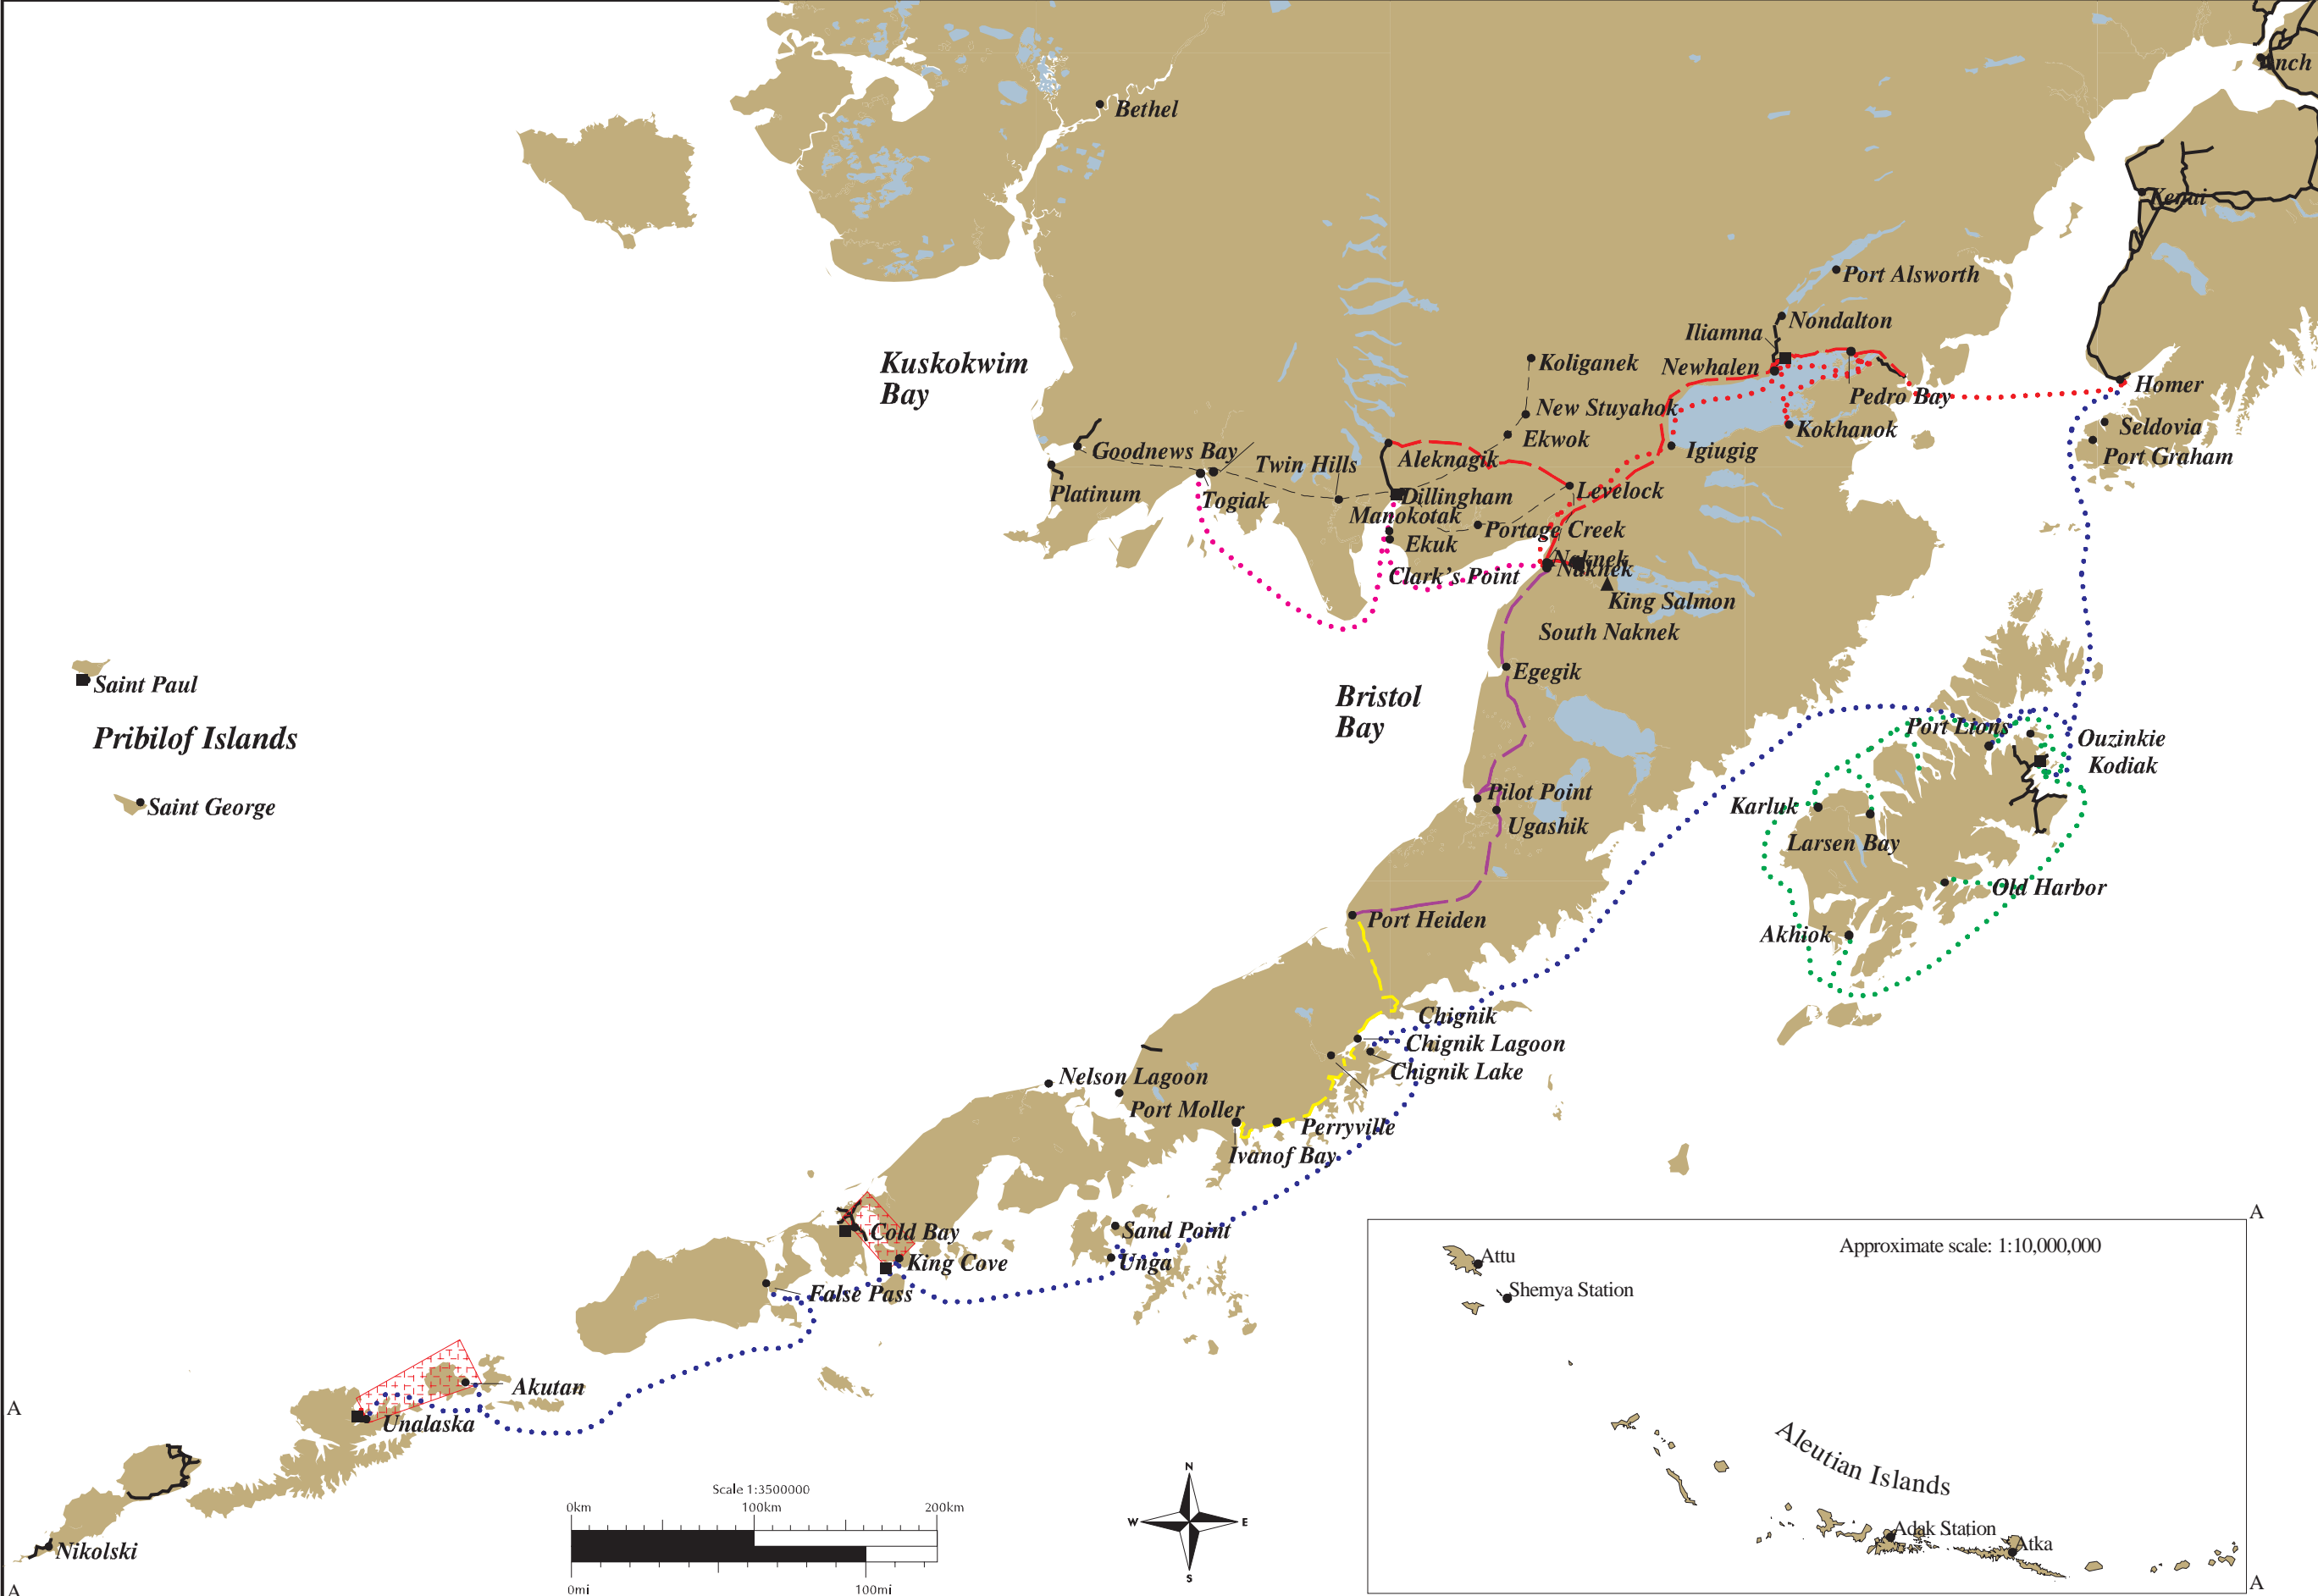 Anch
Bethel
Kenai
Port Alsworth
Nondalton
Iliamna
Kuskokwim
Bay
Koliganek
Newhalen
Homer
Pedro Bay
New Stuyahok
Seldovia
Kokhanok
Ekwok
Goodnews Bay
Igiugig
Port Graham
Aleknagik
Twin Hills
Platinum
Togiak
Dillingham
Levelock
Manokotak
Portage Creek
Ekuk
Naknek
Naknek
Clark's Point
King Salmon
South Naknek
Egegik
Saint Paul
Bristol
Bay
Port Lions
Pribilof Islands
Ouzinkie
Kodiak
Pilot Point
Saint George
Karluk
Ugashik
Larsen Bay
Old Harbor
Port Heiden
Akhiok
Chignik
Chignik Lagoon
Chignik Lake
Nelson Lagoon
Port Moller
Perryville
Ivanof Bay
A
Cold Bay
Sand Point
King Cove
Unga
False Pass
Approximate scale: 1:10,000,000
Attu
Shemya Station
Akutan
A
Unalaska
Aleutian Islands
N
W
E
S
Scale 1:3500000
0km 100km 200km
Adak Station
Atka
Nikolski
0mi 100mi
A
A